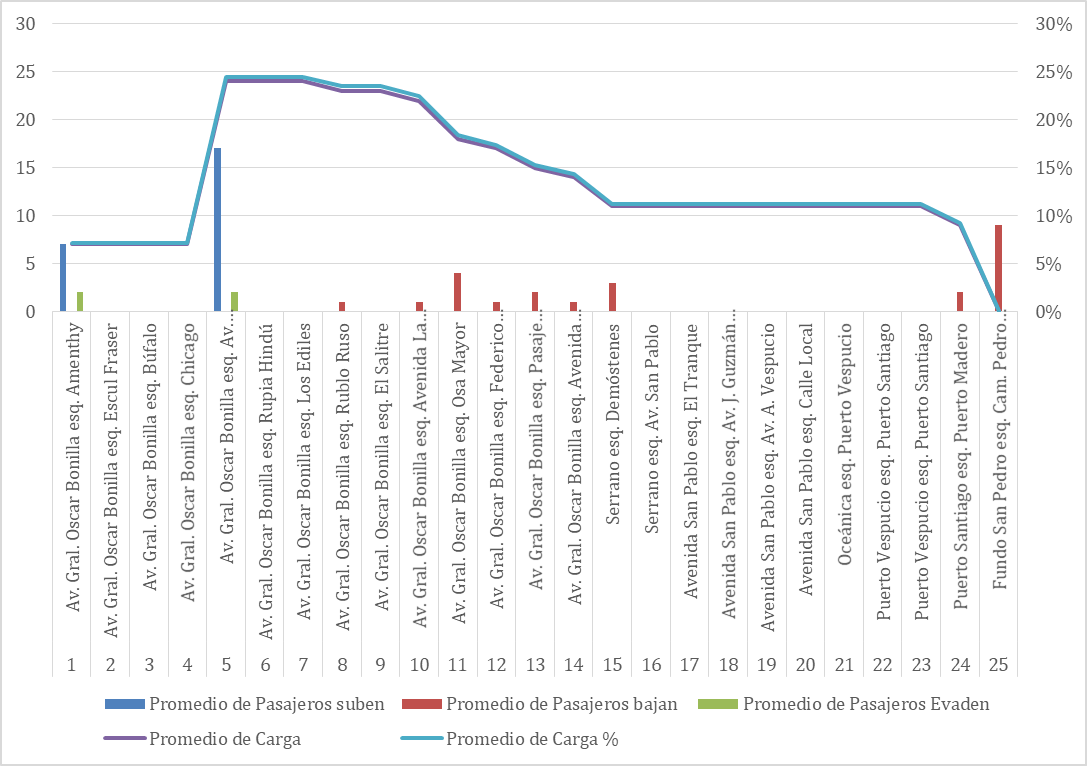 30
25
20
15
10
5
0
30%
25%
20%
15%
10%
5%
0%
Av. Gral. Oscar Bonilla esq. Amenthy
Av. Gral. Oscar Bonilla esq. Escul Fraser
Av. Gral. Oscar Bonilla esq. Búfalo
Av. Gral. Oscar Bonilla esq. Chicago
Av. Gral. Oscar Bonilla esq. Av....
Av. Gral. Oscar Bonilla esq. Rupia Hindú
Av. Gral. Oscar Bonilla esq. Los Ediles
Av. Gral. Oscar Bonilla esq. Rublo Ruso
Av. Gral. Oscar Bonilla esq. El Salitre
Av. Gral. Oscar Bonilla esq. Avenida La...
Av. Gral. Oscar Bonilla esq. Osa Mayor
Av. Gral. Oscar Bonilla esq. Federico...
Av. Gral. Oscar Bonilla esq. Pasaje...
Av. Gral. Oscar Bonilla esq. Avenida...
Serrano esq. Demóstenes
Serrano esq. Av. San Pablo
Avenida San Pablo esq. El Tranque
Avenida San Pablo esq. Av. J. Guzmán...
Avenida San Pablo esq. Av. A. Vespucio
Avenida San Pablo esq. Calle Local
Oceánica esq. Puerto Vespucio
Puerto Vespucio esq. Puerto Santiago
Puerto Vespucio esq. Puerto Santiago
Puerto Santiago esq. Puerto Madero
Fundo San Pedro esq. Cam. Pedro...
1 2 3 4 5 6 7 8 9 10 11 12 13 14 15 16 17 18 19 20 21 22 23 24 25
Promedio de Pasajeros suben Promedio de Pasajeros bajan Promedio de Pasajeros Evaden
Promedio de Carga Promedio de Carga %